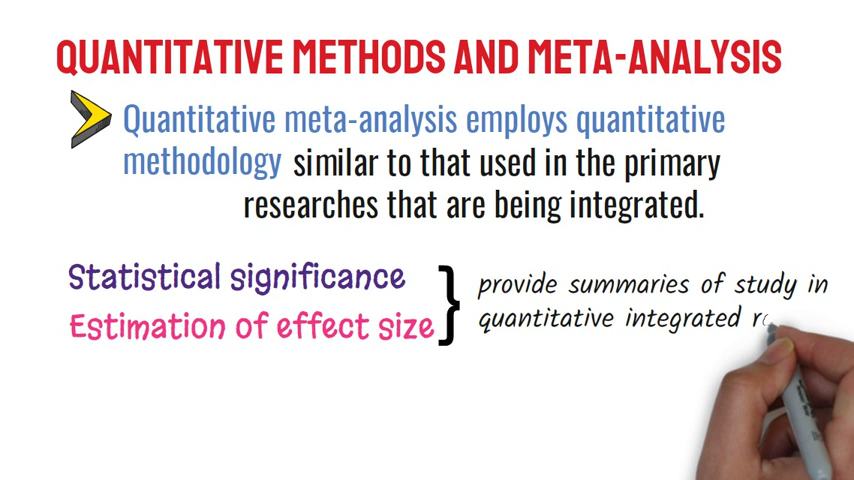 QUANTITATIVE METHODS AND META-ANALYSIS
Quantitative meta-analysis employs quantitative
methodology similar to that used in the primary
researches that are being integrated.
Statistical significance
Estimation of effect size
provide summaries of study in
quantitative integrated